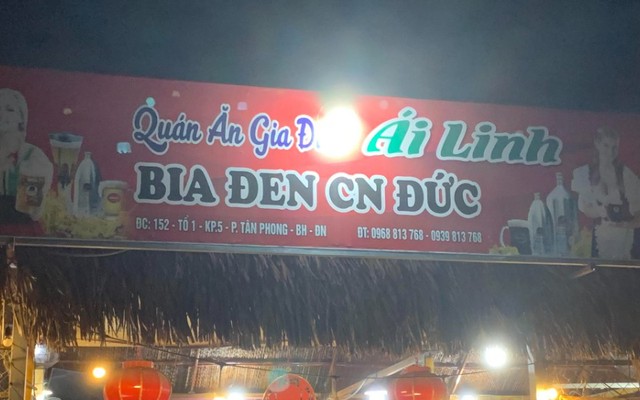 Quán Ăn Gia Ái Linh
BIA ĐEN CN ĐỨC
ĐC: 152 - TỔ 1 - KP.5 - P. TÂN PHONG - BH - ĐN ĐT: 0968 813 768 - 0939 813 768